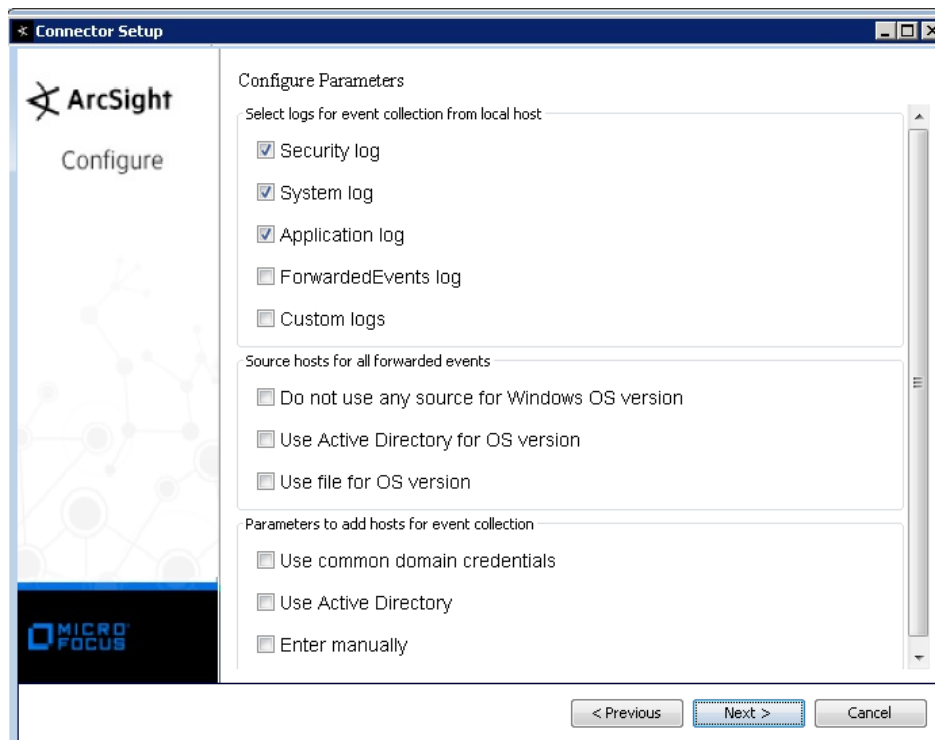 Connector Setup
ArcSight
Configure
Configure Parameters
Select logs for event collection from local host
Security log
System log
Application log
ForwardedEvents log
Custom logs
Source hosts for all forwarded events
Do not use any source for Windows OS version
Use Active Directory for OS version
Use file for OS version
Parameters to add hosts for event collection
Use common domain credentials
Use Active Directory
Enter manually
MICRO
FOCUS
< Previous
Next >
Cancel